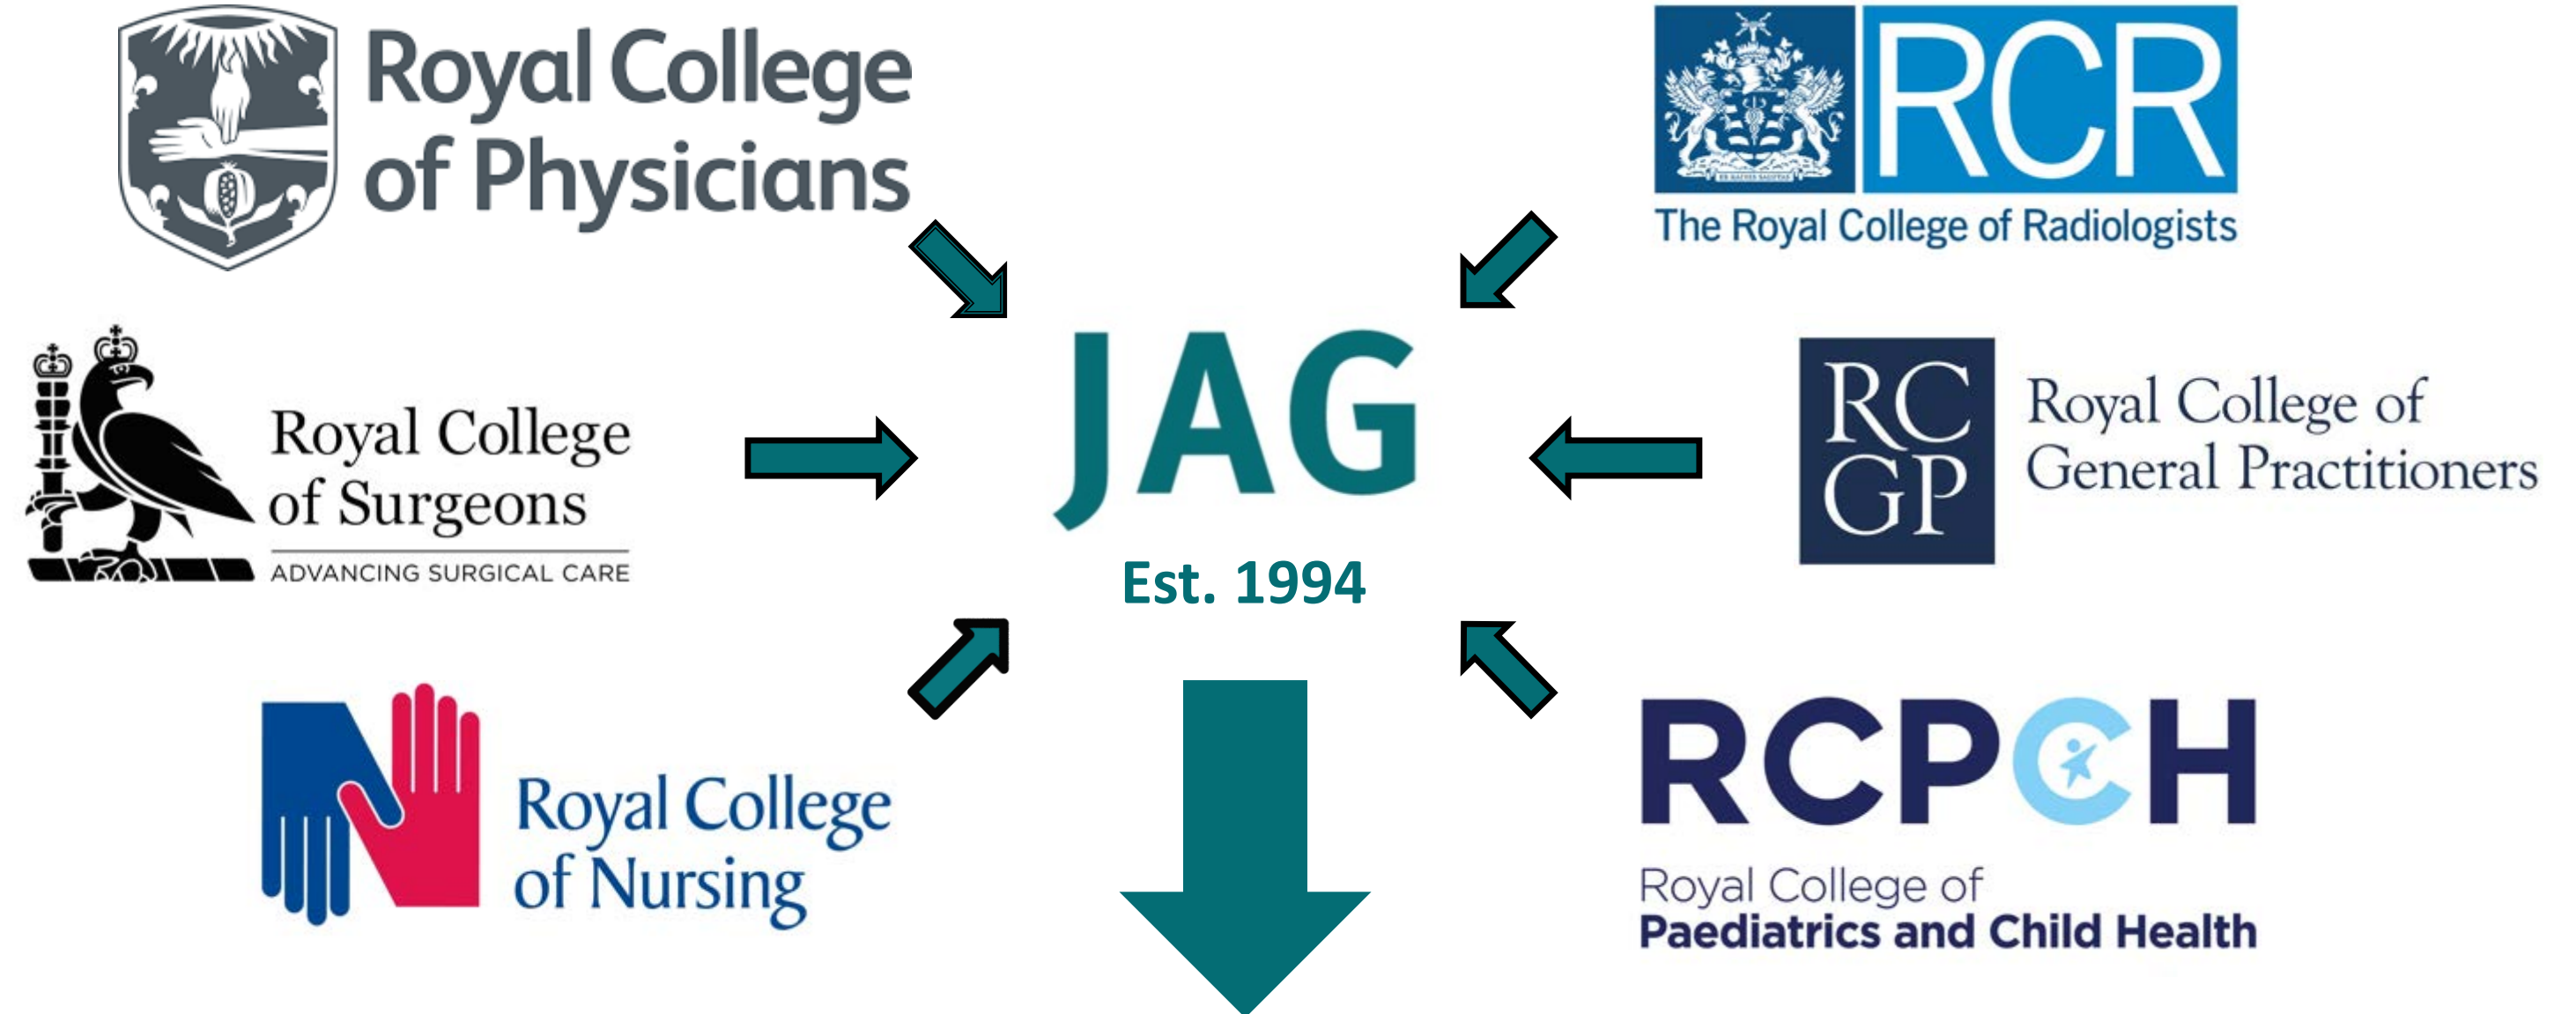 Royal College
of Physicians
RCR
The Royal College of Radiologists
Royal College
of Surgeons
ADVANCING SURGICAL CARE
JAG
Est. 1994
RC
GP
Royal College of
General Practitioners
Royal College
of Nursing
RCPCH
Royal College of
Paediatrics and Child Health